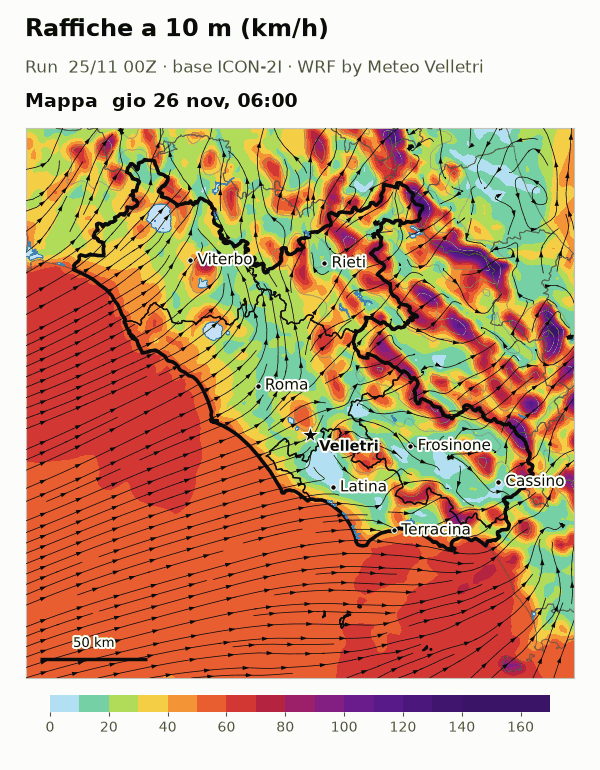 Raffiche a 10 m (km/h)
Run  25/11 00Z · base ICON-2I · WRF by Meteo Velletri
Mappa  gio 26 nov, 06:00
Viterbo
Rieti
Roma
Velletri
Frosinone
Cassino
Latina
Terracina
50 km
0 20 40 60 80 100 120 140 160